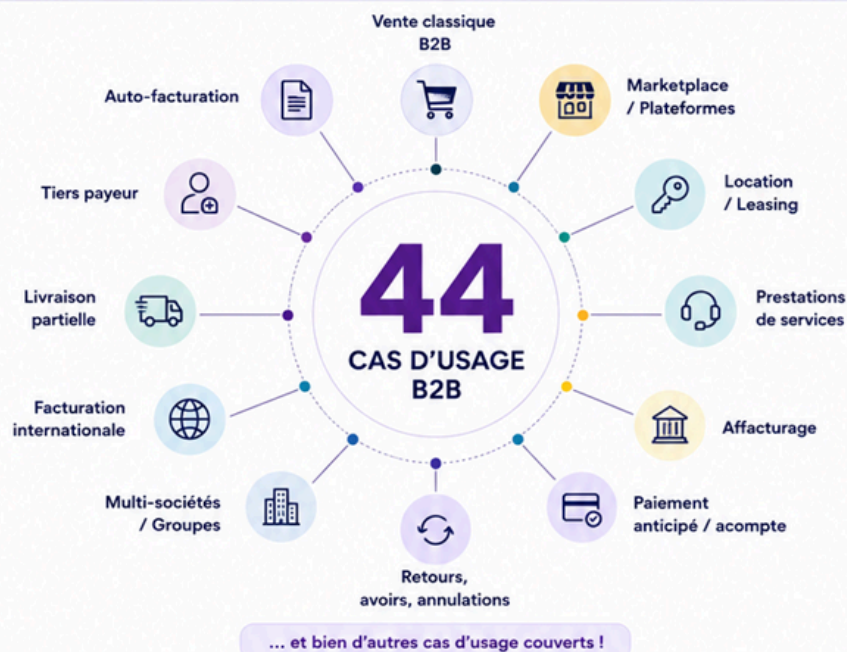 Vente classique
B2B
Auto-facturation
Marketplace
/ Plateformes
Tiers payeur
Location
/ Leasing
Livraison
partielle
44
CAS D'USAGE
B2B
Prestations
de services
Facturation
internationale
Affacturage
Multi-sociétés
/ Groupes
Paiement
anticipé / acompte
Retours,
avoirs, annulations
... et bien d'autres cas d'usage couverts !